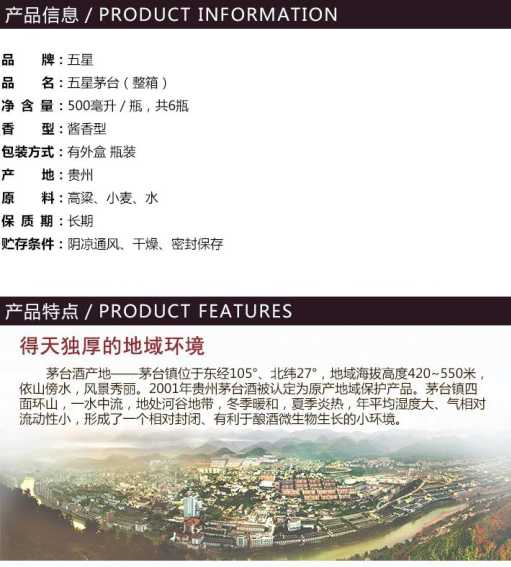 产品信息 / PRODUCT INFORMATION
品 牌：五星
品 名：五星茅台（整箱）
净 含 量：500毫升 / 瓶，共6瓶
香 型：酱香型
包装方式：有外盒 瓶装
产 地：贵州
原 料：高粱、小麦、水
保 质 期：长期
贮存条件：阴凉通风、干燥、密封保存
产品特点 / PRODUCT FEATURES
得天独厚的地域环境
茅台酒产地——茅台镇位于东经105°、北纬27°，地域海拔高度420~550米，
依山傍水，风景秀丽。2001年贵州茅台酒被认定为原产地域保护产品。茅台镇四
面环山，一水中流，地处河谷地带，冬季暖和，夏季炎热，年平均湿度大、气相对
流动性小，形成了一个相对封闭、有利于酿酒微生物生长的小环境。